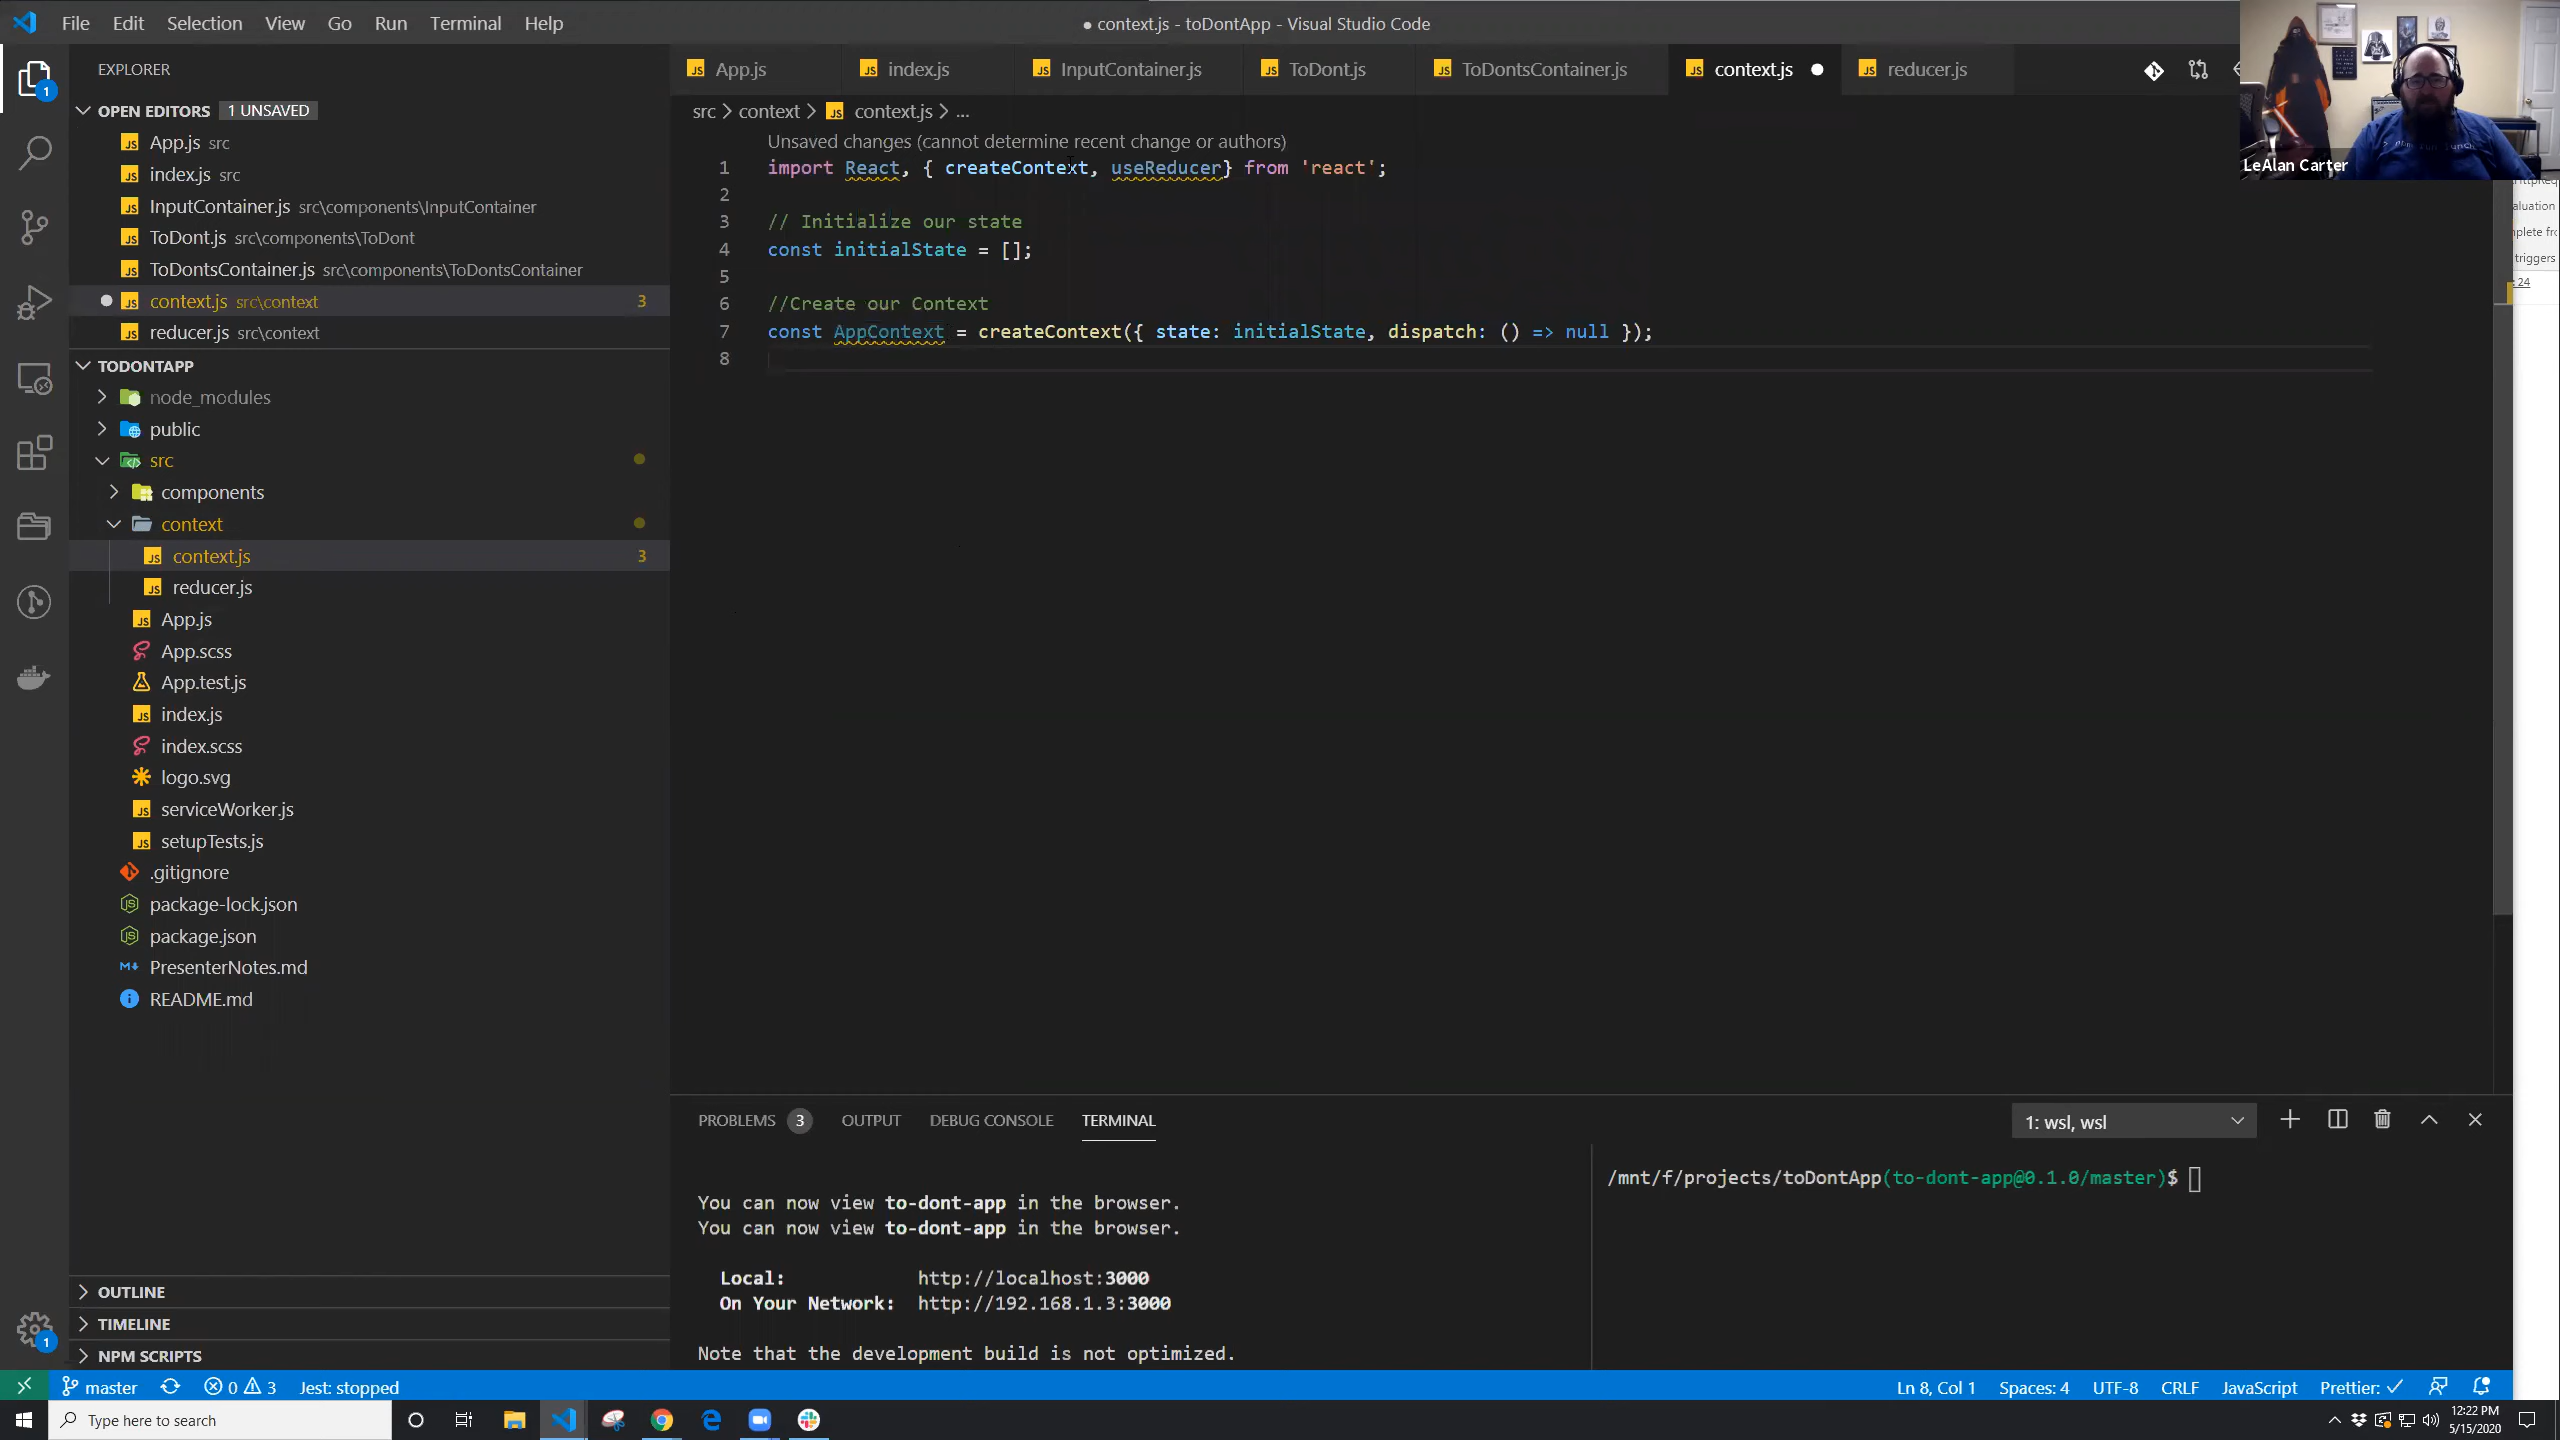 File Edit Selection View Go Run Terminal Help
● context.js - toDontApp - Visual Studio Code
LeAlan Carter
EXPLORER
OPEN EDITORS 1 UNSAVED
App.js src
index.js src
InputContainer.js src\components\InputContainer
ToDont.js src\components\ToDont
ToDontsContainer.js src\components\ToDontsContainer
context.js src\context 3
reducer.js src\context
TODONTAPP
node_modules
public
src
components
context
context.js 3
reducer.js
App.js
App.scss
App.test.js
index.js
index.scss
logo.svg
serviceWorker.js
setupTests.js
.gitignore
package-lock.json
package.json
PresenterNotes.md
README.md
OUTLINE
TIMELINE
NPM SCRIPTS
App.js index.js InputContainer.js ToDont.js ToDontsContainer.js context.js reducer.js
src > context > context.js > ...
Unsaved changes (cannot determine recent change or authors)
1 import React, { createContext, useReducer} from 'react';
2
3 // Initialize our state
4 const initialState = [];
5
6 //Create our Context
7 const AppContext = createContext({ state: initialState, dispatch: () => null });
8
PROBLEMS 3 OUTPUT DEBUG CONSOLE TERMINAL
1: wsl, wsl
You can now view to-dont-app in the browser.
You can now view to-dont-app in the browser.
Local: http://localhost:3000
On Your Network: http://192.168.1.3:3000
Note that the development build is not optimized.
/mnt/f/projects/toDontApp(to-dont-app@0.1.0/master)$
master 0 3 Jest: stopped
Ln 8, Col 1 Spaces: 4 UTF-8 CRLF JavaScript Prettier: ✓
Type here to search
12:22 PM
5/15/2020